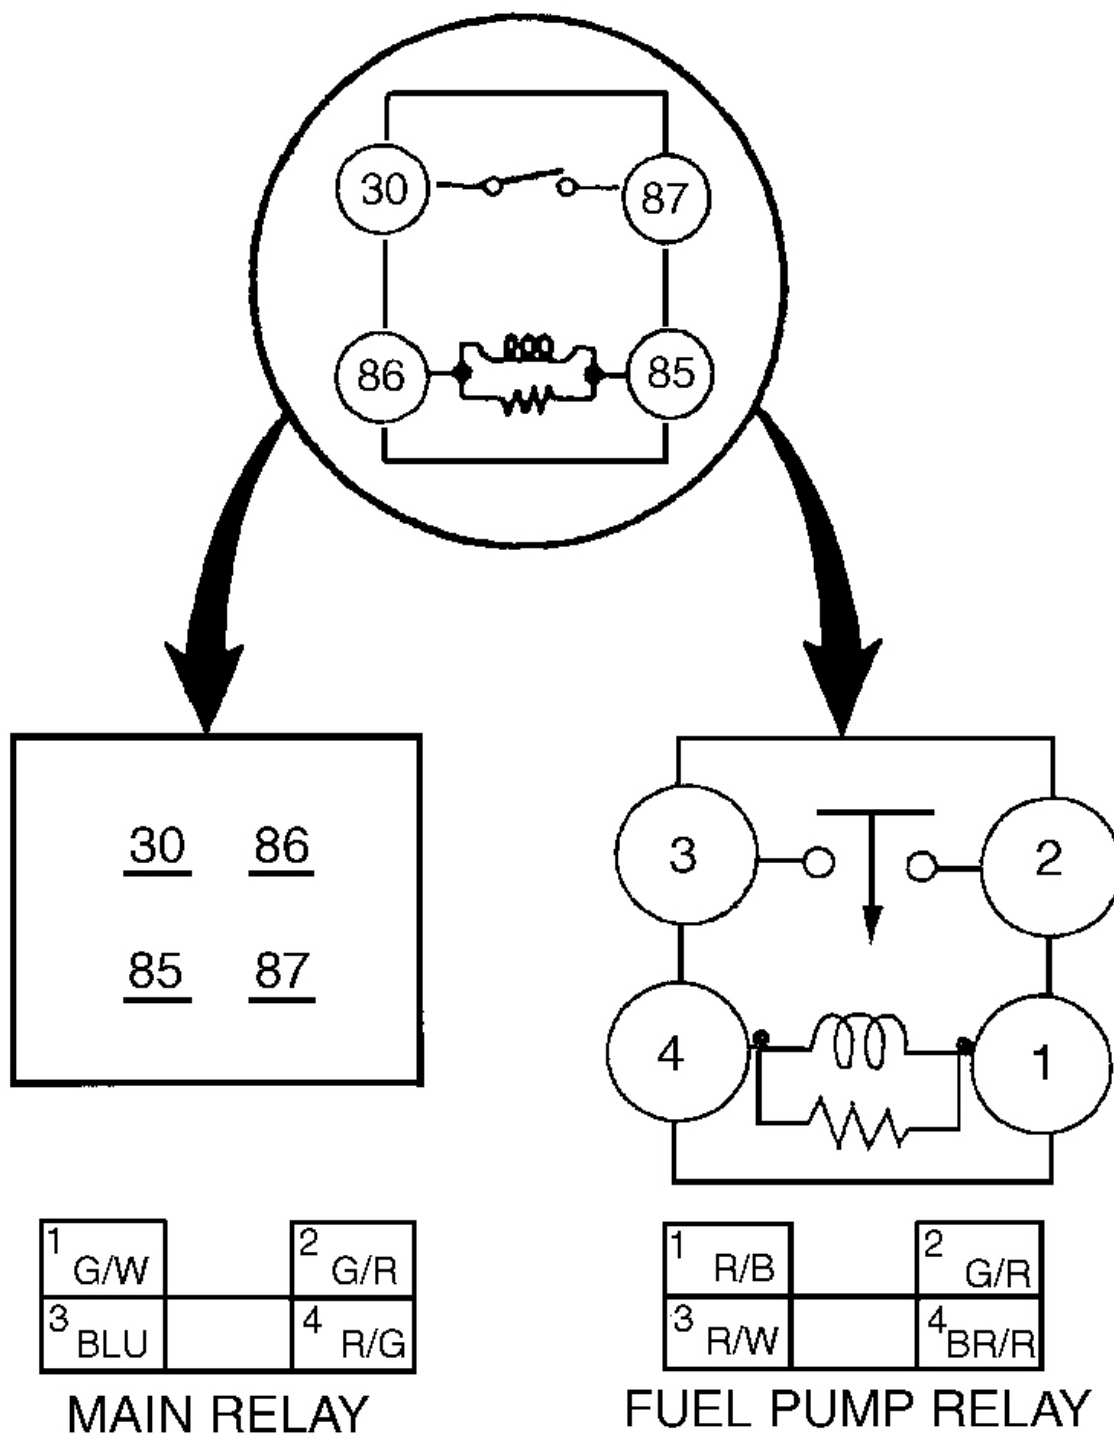 30 87
86 85
30 86
85 87
3 2
4 1
1 G/W 2 G/R
3 BLU 4 R/G
MAIN RELAY
1 R/B 2 G/R
3 R/W 4 BR/R
FUEL PUMP RELAY